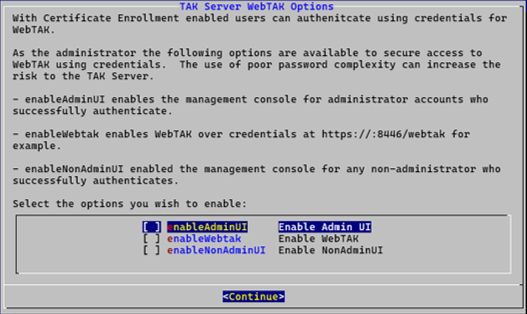 TAK Server WebTAK Options
With Certificate Enrollment enabled users can authenitcate using credentials for
WebTAK.
As the administrator the following options are available to secure access to
WebTAK using credentials.  The use of poor password complexity can increase the
risk to the TAK Server.
- enableAdminUI enables the management console for administrator accounts who
successfully authenticate.
- enableWebtak enables WebTAK over credentials at https://:8446/webtak for
example.
- enableNonAdminUI enabled the management console for any non-administrator who
successfully authenticates.
Select the options you wish to enable:
[ ] enableAdminUI Enable Admin UI
[ ] enableWebtak Enable WebTAK
[ ] enableNonAdminUI Enable NonAdminUI
<Continue>